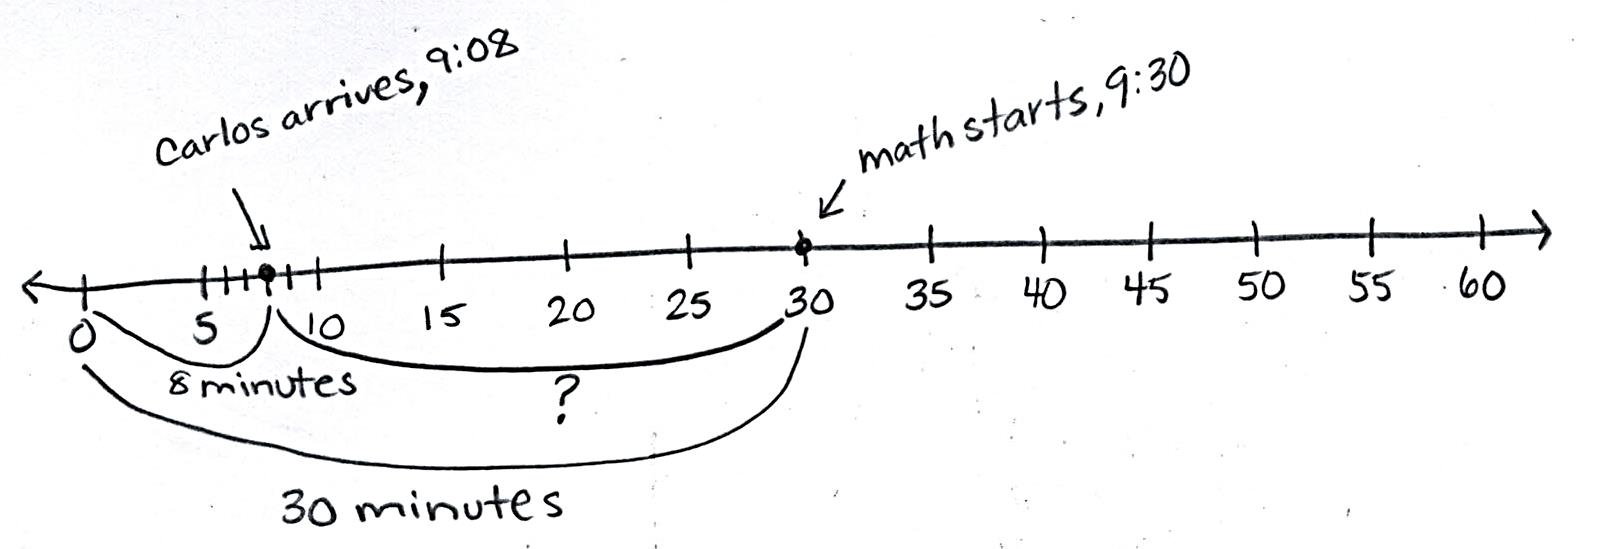 Carlos arrives, 9:08
math starts, 9:30
0 5 10 15 20 25 30 35 40 45 50 55 60
8 minutes
?
30 minutes